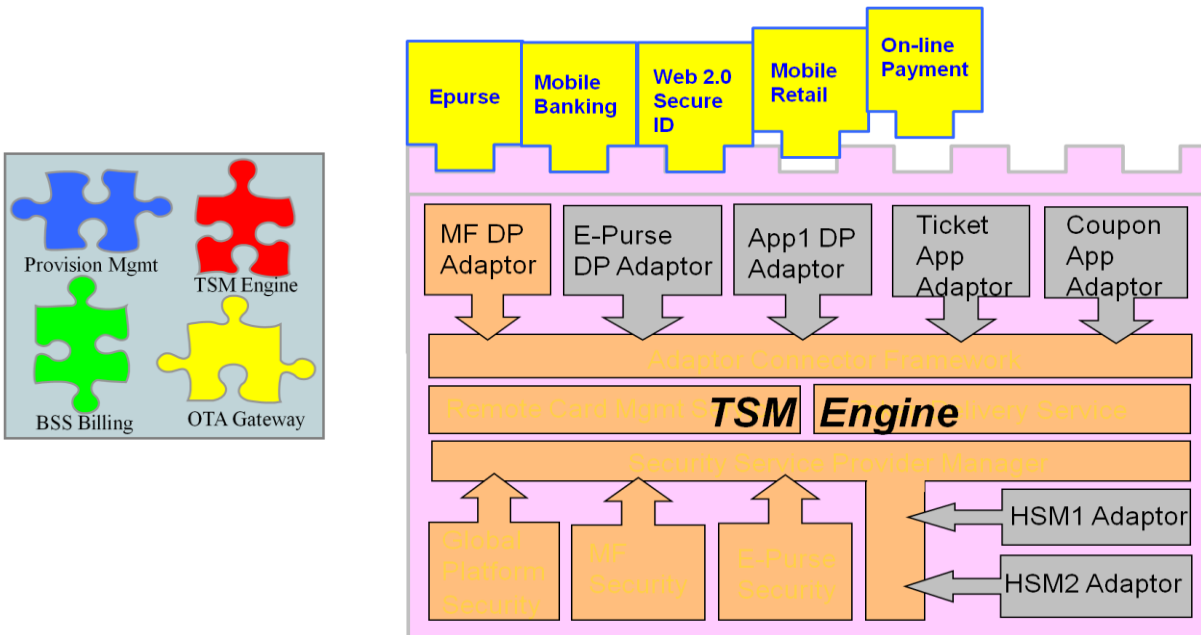 Epurse
Mobile
Banking
Web 2.0
Secure
ID
Mobile
Retail
On-line
Payment
Provision Mgmt
TSM Engine
BSS Billing
OTA Gateway
MF DP
Adaptor
E-Purse
DP Adaptor
App1 DP
Adaptor
Ticket
App
Adaptor
Coupon
App
Adaptor
Adaptor Connector Framework
Remote Card Mgmt
Delivery Service
TSM Engine
Security Service Provider Manager
Global
Platform
Security
MF
Security
E-Purse
Security
HSM1 Adaptor
HSM2 Adaptor